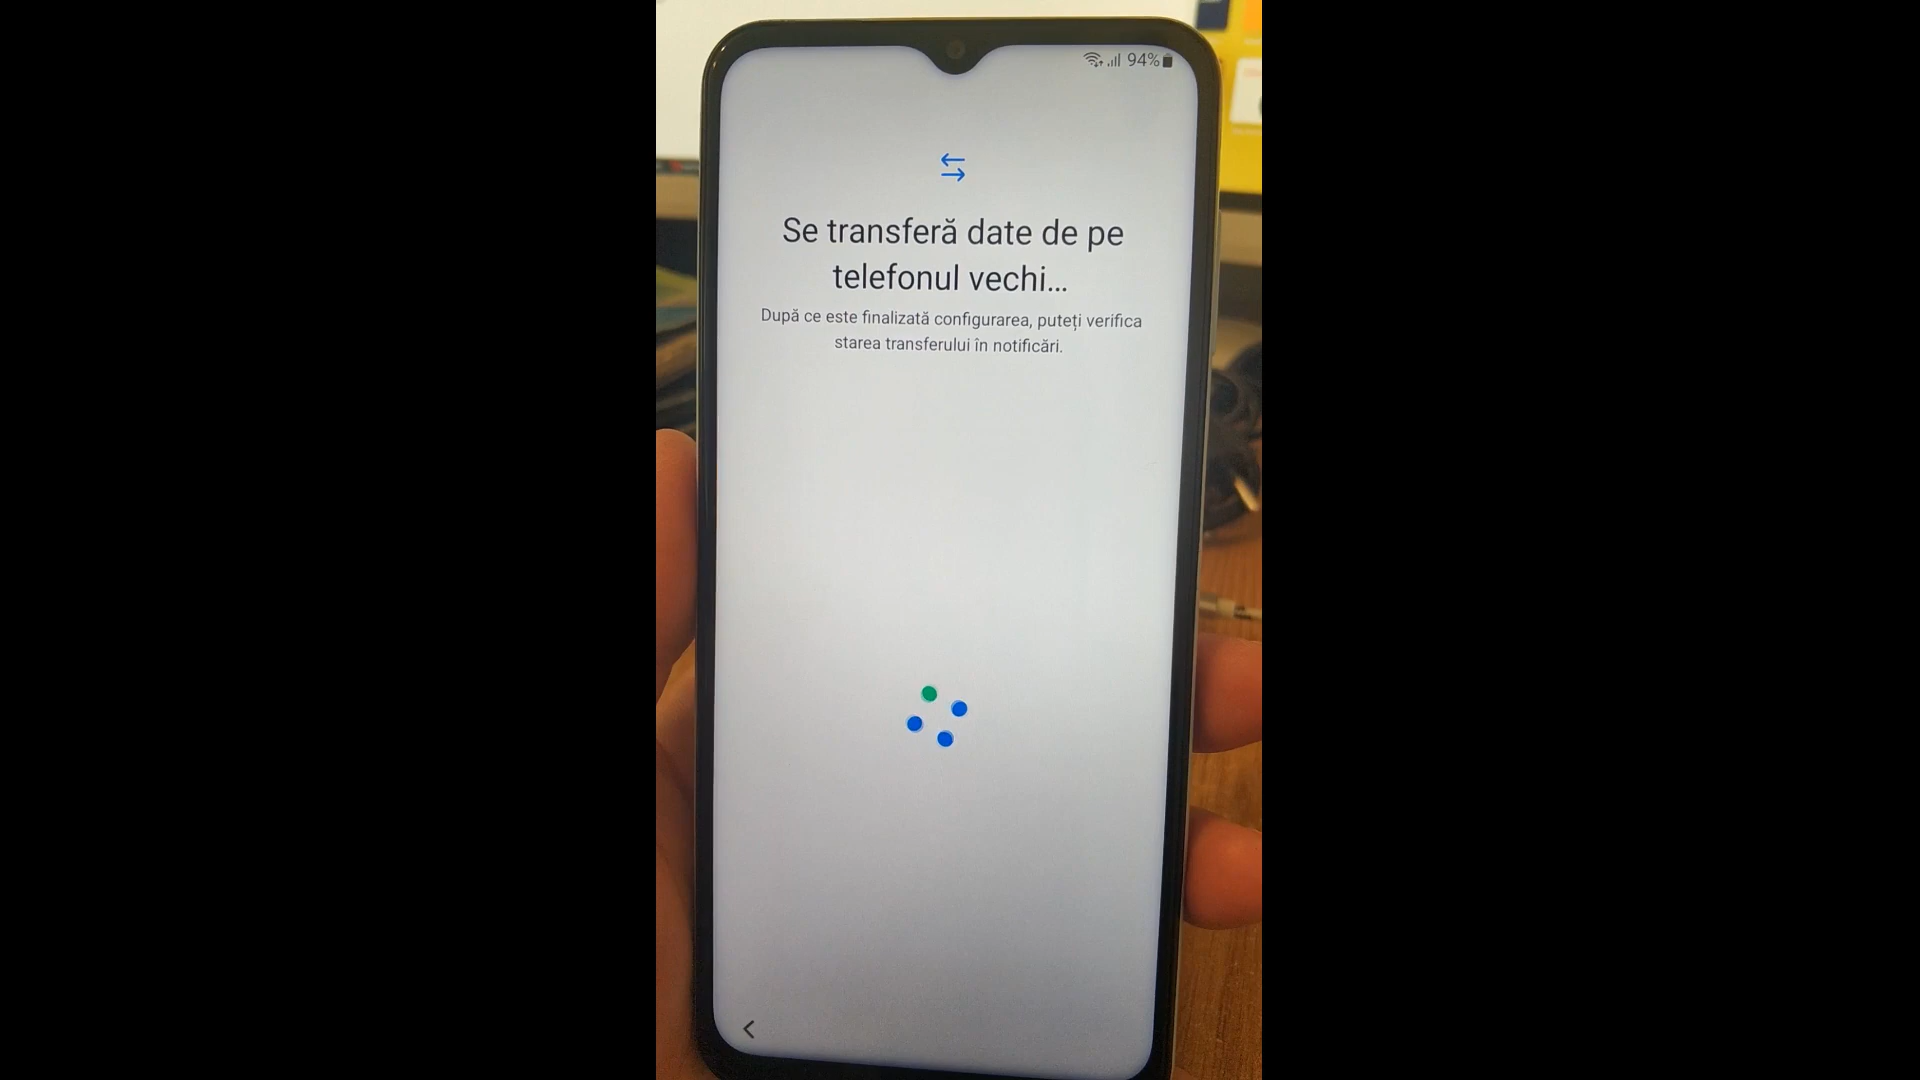 94%
Se transferă date de pe
telefonul vechi...
După ce este finalizată configurarea, puteți verifica
starea transferului în notificări.